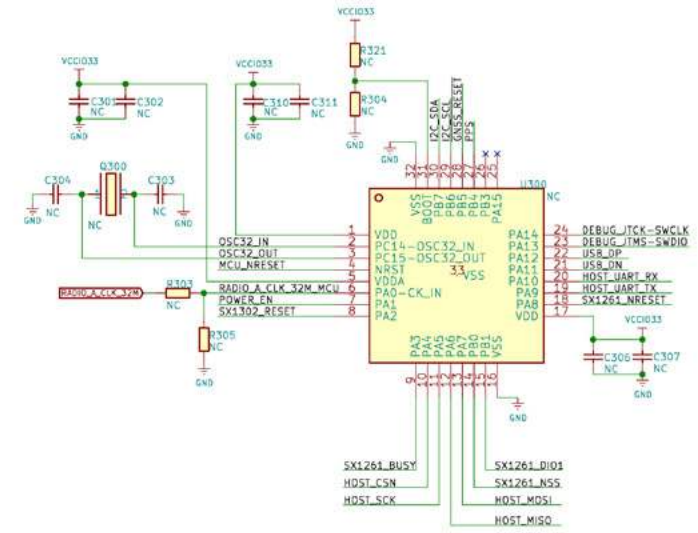 VCCIO33
R321
NC
VCCIO33
VCCIO33
C301
NC
C302
NC
C310
NC
C311
NC
R304
NC
GND
GND
GND
I2C_SDA
I2C_SCL
GNSS_RESET
PPS
GND
C304
NC
Q300
NC
C303
NC
GND
GND
32
31
30
29
28
27
26
25
U300
NC
VSS
BOOT
PB7
PB6
PB5
PB4
PB3
PA15
OSC32_IN
OSC32_OUT
MCU_NRESET
RADIO_A_CLK_32M
R303
NC
RADIO_A_CLK_32M_MCU
POWER_EN
SX1302_RESET
R305
NC
GND
1 VDD
2 PC14-OSC32_IN
3 PC15-OSC32_OUT
4 NRST
5 VDDA
6 PA0-CK_IN
7 PA1
8 PA2
33 VSS
PA14 24 DEBUG_JTCK-SWCLK
PA13 23 DEBUG_JTMS-SWDIO
PA12 22 USB_DP
PA11 21 USB_DN
PA10 20 HOST_UART_RX
PA9 19 HOST_UART_TX
PA8 18 SX1261_NRESET
VDD 17
VCCIO33
C306
NC
C307
NC
GND
PA3
PA4
PA5
PA6
PA7
PB0
PB1
VSS
9
10
11
12
13
14
15
16
GND
SX1261_BUSY
HOST_CSN
HOST_SCK
SX1261_DIO1
SX1261_NSS
HOST_MOSI
HOST_MISO